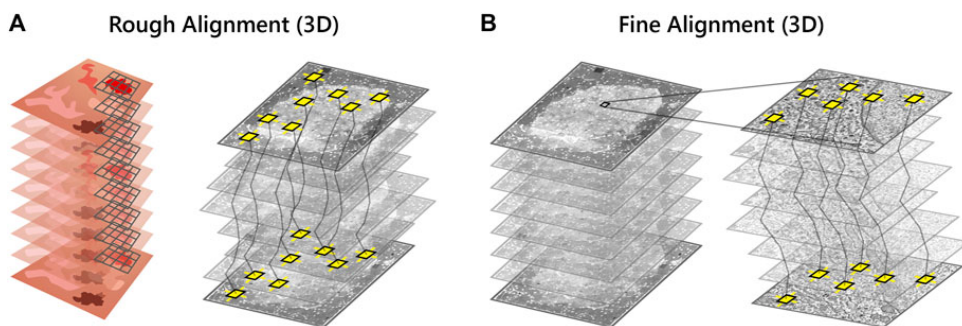 A Rough Alignment (3D)
B Fine Alignment (3D)